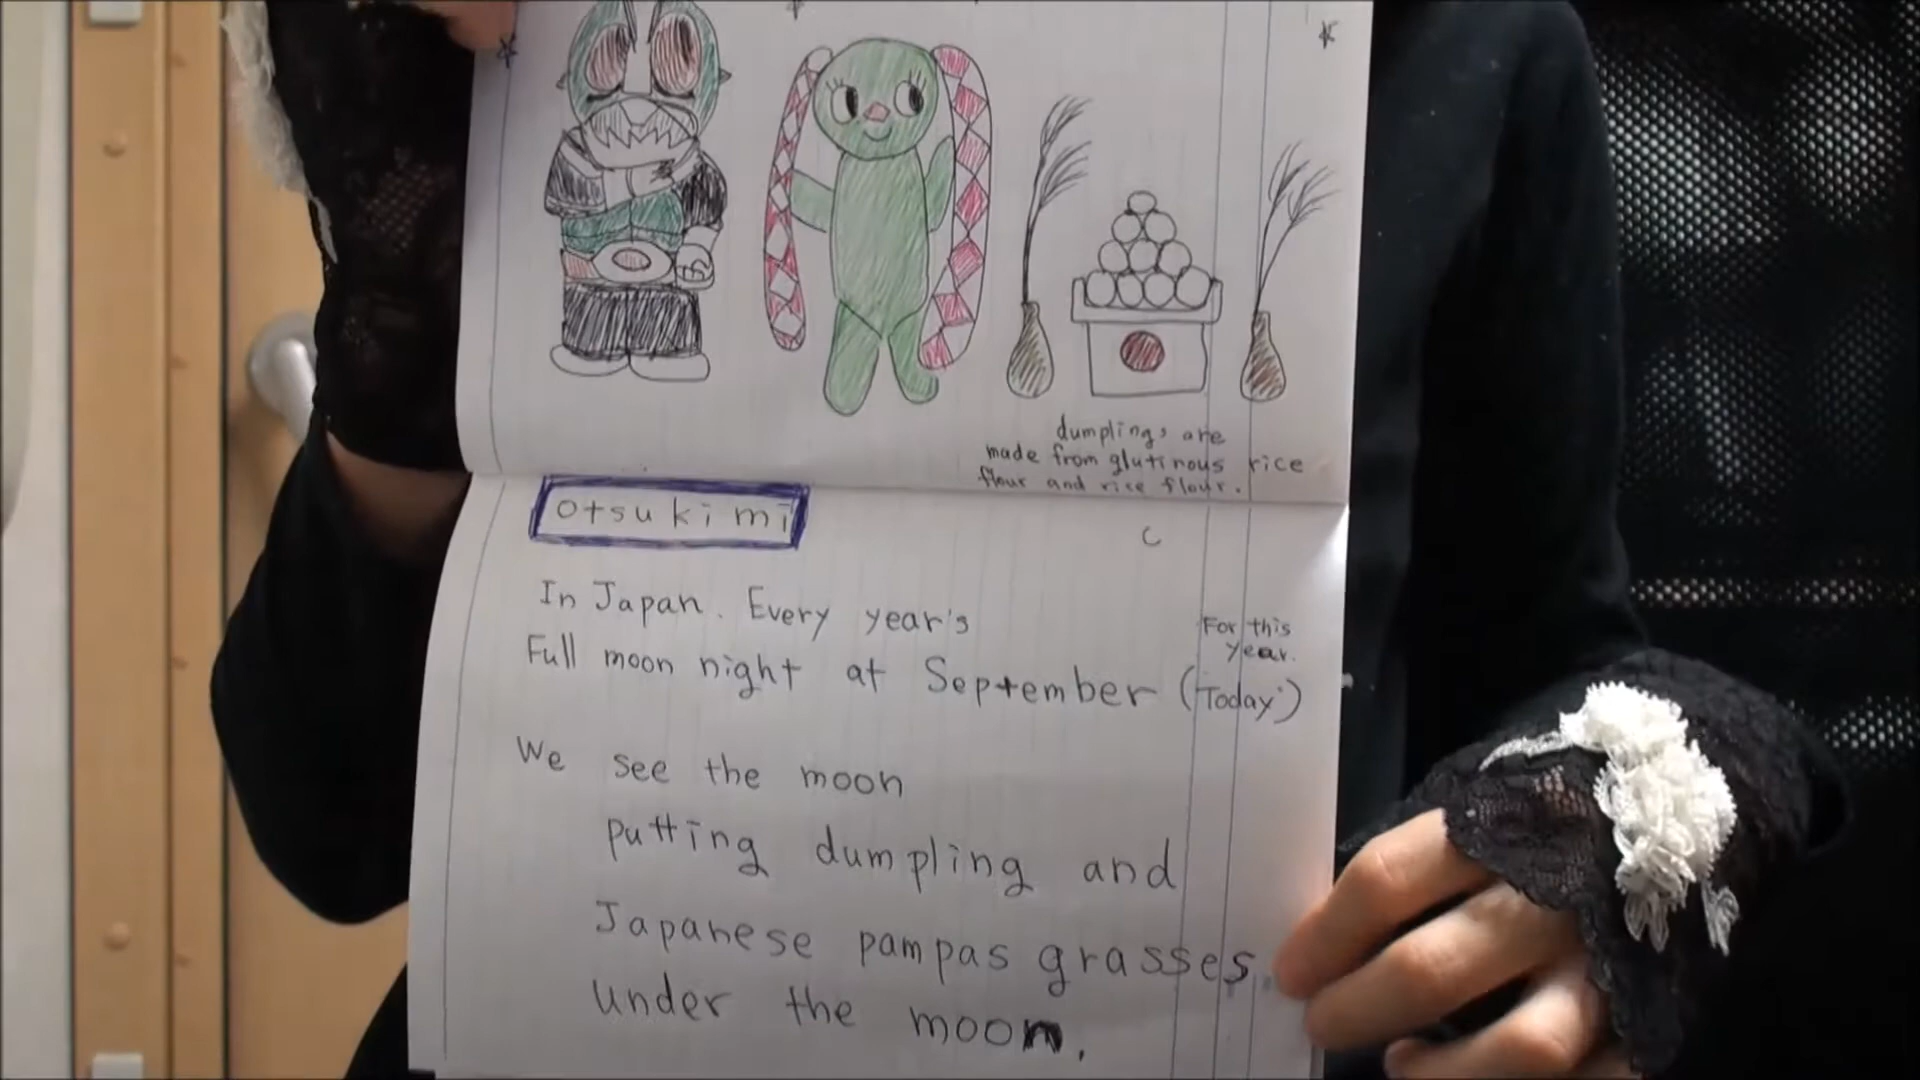 dumplings are
made from glutinous rice
flour and rice flour.
otsukimi
In Japan. Every year's
For this
year.
Full moon night at September (Today)
We see the moon
putting dumpling and
Japanese pampas grasses.
under the moon.